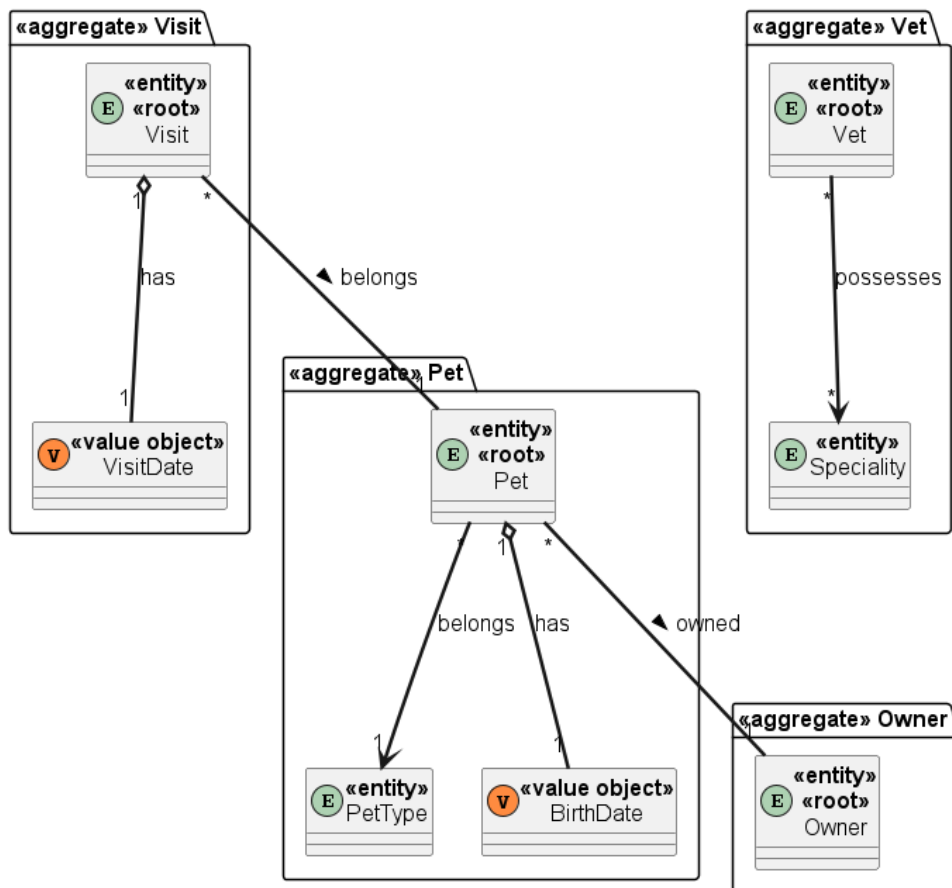 «aggregate» Visit
«entity»
«root»
E
Visit
1
*
has
belongs
1
«value object»
V
VisitDate
«aggregate» Vet
«entity»
«root»
E
Vet
*
possesses
*
«entity»
E
Speciality
«aggregate» Pet
1
«entity»
«root»
E
Pet
*
1
*
belongs
has
owned
1
1
«entity»
E
PetType
«value object»
V
BirthDate
«aggregate» Owner
1
«entity»
«root»
E
Owner